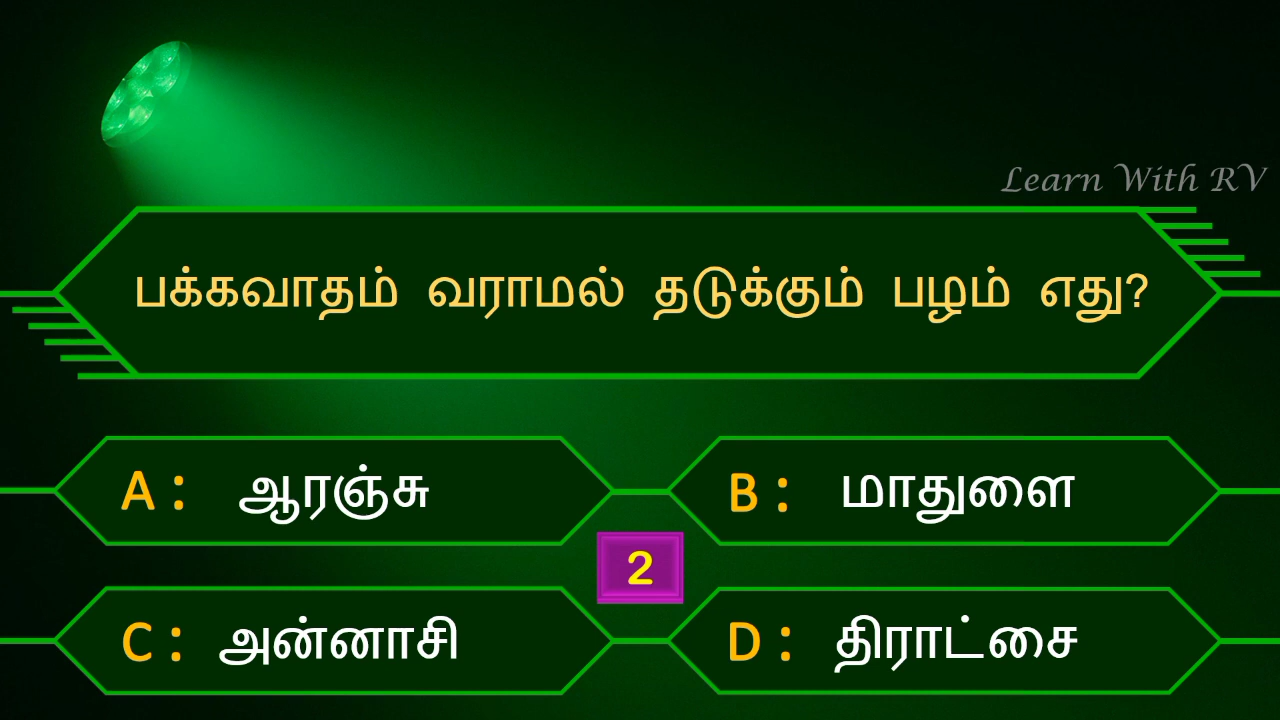 Learn With RV
பக்கவாதம் வராமல் தடுக்கும் பழம் எது?
A : ஆரஞ்சு
B : மாதுளை
2
C : அன்னாசி
D : திராட்சை